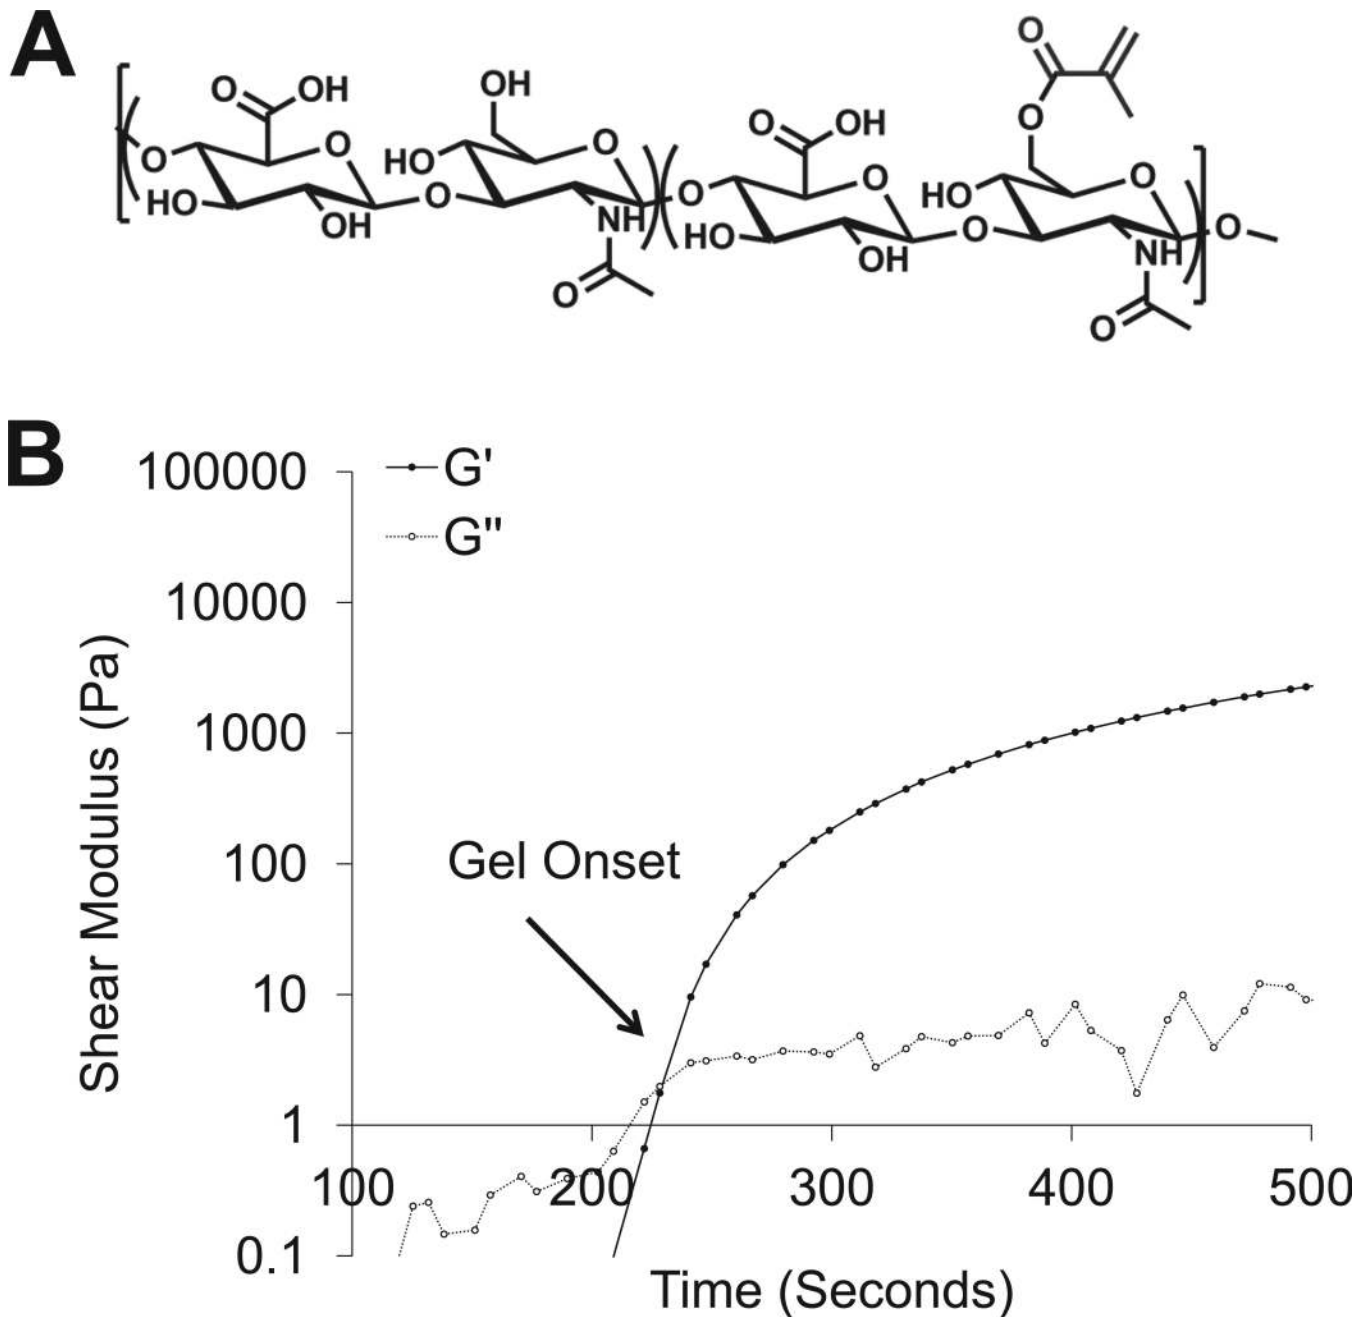 A
O OH OH O O
O O HO O O OH O O HO O O
HO OH NH HO OH NH
O O
B
100000
G'
G"
10000
1000
100
10
1
0.1
Shear Modulus (Pa)
Gel Onset
100 200 300 400 500
Time (Seconds)